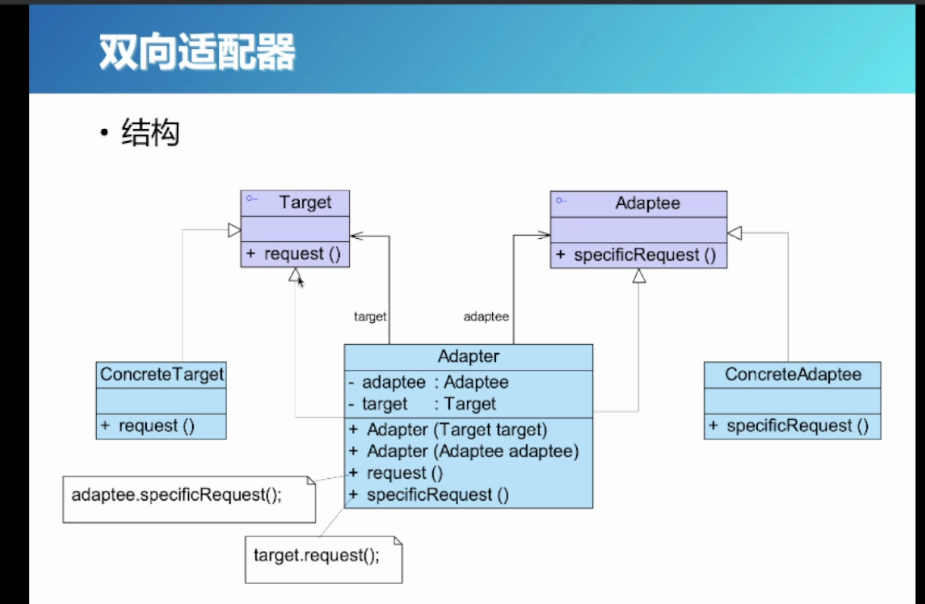 双向适配器
• 结构
Target
+ request ()
Adaptee
+ specificRequest ()
target
adaptee
ConcreteTarget
+ request ()
Adapter
- adaptee : Adaptee
- target : Target
+ Adapter (Target target)
+ Adapter (Adaptee adaptee)
+ request ()
+ specificRequest ()
ConcreteAdaptee
+ specificRequest ()
adaptee.specificRequest();
target.request();